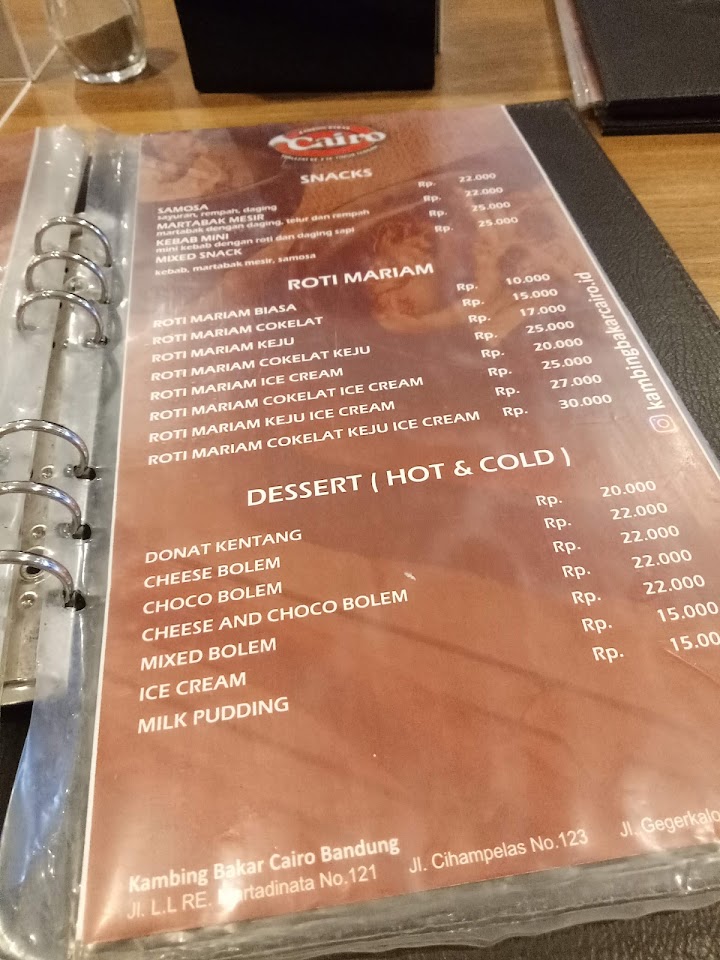 Cairo
SNACKS
SAMOSA Rp. 22.000
sayuran, rempah, daging
MARTABAK MESIR Rp. 22.000
martabak dengan daging, telur dan rempah
KEBAB MINI Rp. 25.000
mini kebab dengan roti dan daging sapi
MIXED SNACK Rp. 25.000
kebab, martabak mesir, samosa
ROTI MARIAM
ROTI MARIAM BIASA Rp. 10.000
ROTI MARIAM COKELAT Rp. 15.000
ROTI MARIAM KEJU Rp. 17.000
ROTI MARIAM COKELAT KEJU Rp. 25.000
ROTI MARIAM ICE CREAM Rp. 20.000
ROTI MARIAM COKELAT ICE CREAM Rp. 25.000
ROTI MARIAM KEJU ICE CREAM Rp. 27.000
ROTI MARIAM COKELAT KEJU ICE CREAM Rp. 30.000
kambingbakarcairo.id
DESSERT ( HOT & COLD )
DONAT KENTANG Rp. 20.000
CHEESE BOLEM Rp. 22.000
CHOCO BOLEM Rp. 22.000
CHEESE AND CHOCO BOLEM Rp. 22.000
MIXED BOLEM Rp. 22.000
ICE CREAM Rp. 15.000
MILK PUDDING Rp. 15.00
Kambing Bakar Cairo Bandung
Jl. L.L RE. Martadinata No.121 Jl. Cihampelas No.123 Jl. Gegerkalo